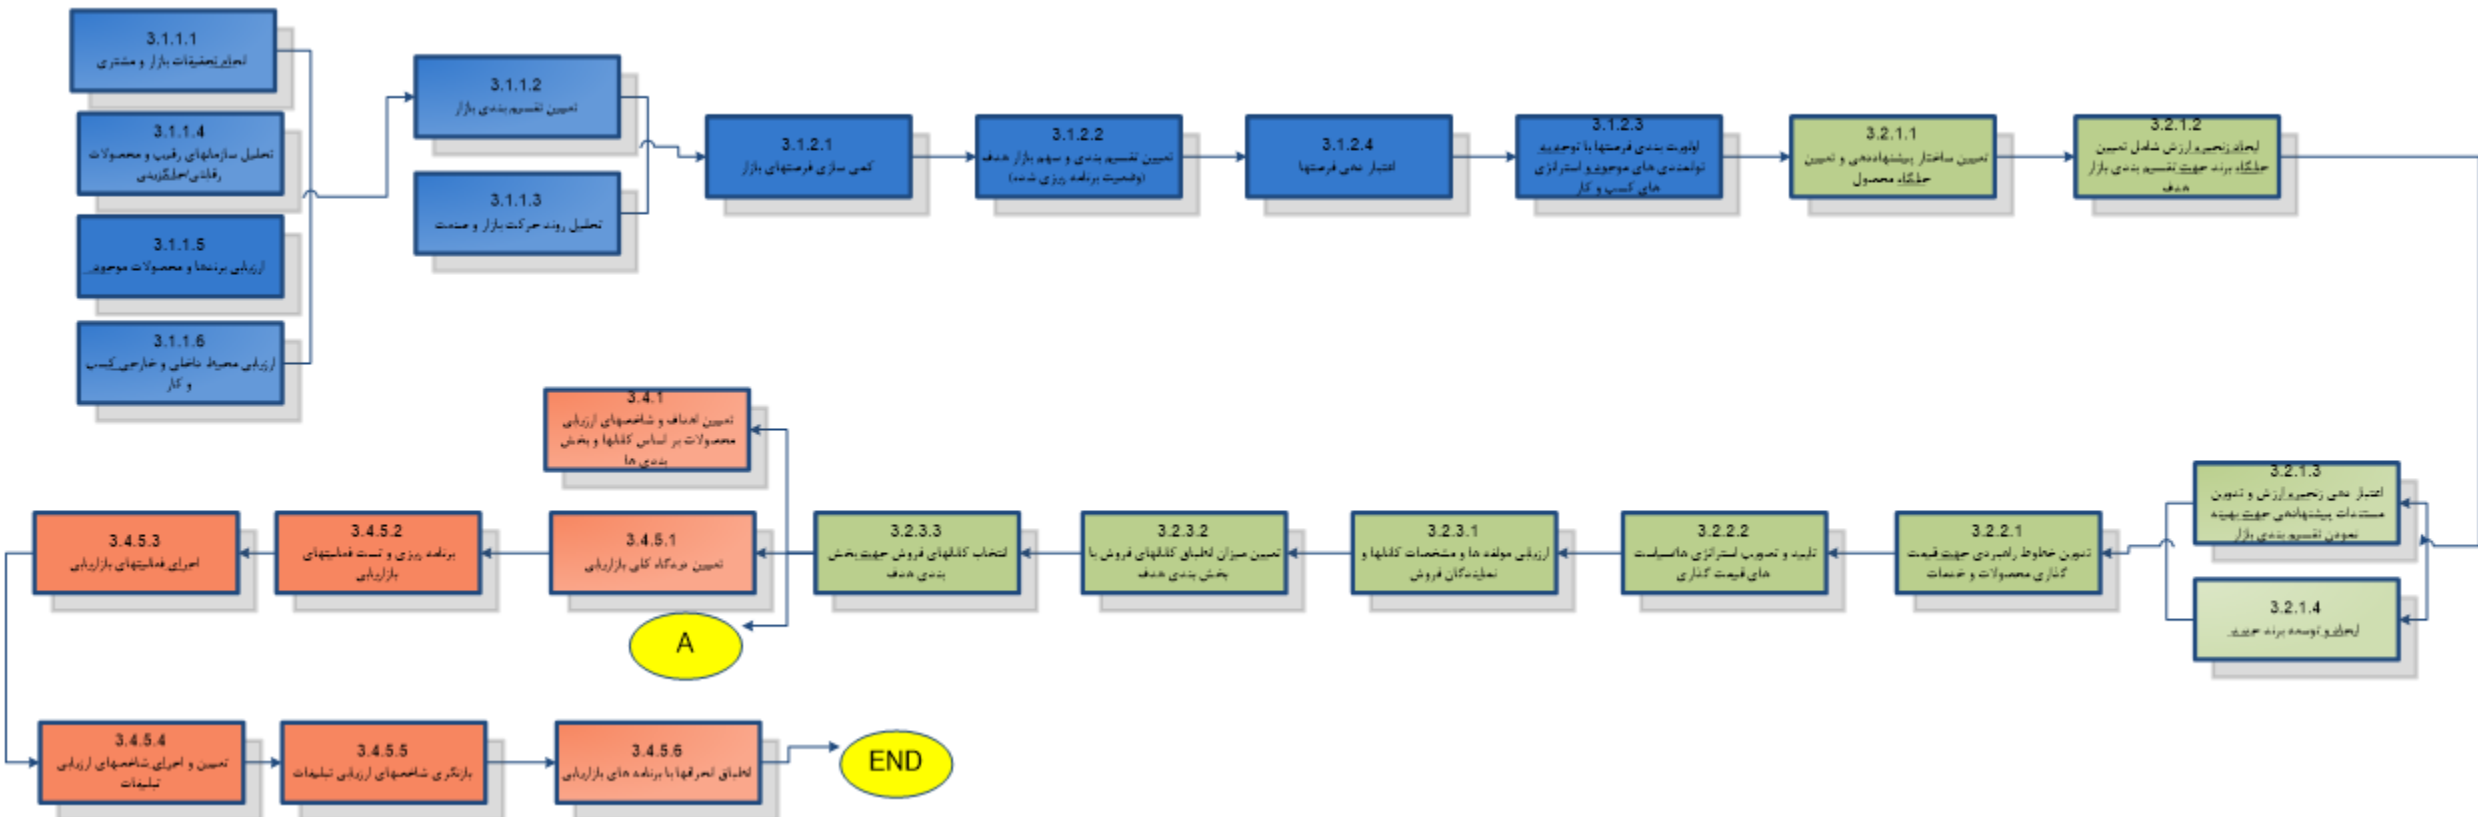 3.1.1.1
انجام تحقیقات بازار و مشتری
3.1.1.4
تحلیل سازمانهای رقیب و محصولات
رقابتی/جایگزینی
3.1.1.5
ارزیابی برندها و محصولات موجود
3.1.1.6
ارزیابی محیط داخلی و خارجی کسب
و کار
3.1.1.2
تعیین تقسیم بندی بازار
3.1.1.3
تحلیل روند حرکت بازار و صنعت
3.1.2.1
کمی سازی فرصتهای بازار
3.1.2.2
تعیین تقسیم بندی و سهم بازار هدف
(وضعیت برنامه ریزی شده)
3.1.2.4
اعتبار دهی فرصتها
3.1.2.3
اولویت بندی فرصتها با توجه به
توانمندی های موجود و استراتژی
های کسب و کار
3.2.1.1
تعیین ساختار پیشنهاددهی و تعیین
جایگاه محصول
3.2.1.2
ایجاد زنجیره ارزش شامل تعیین
جایگاه برند جهت تقسیم بندی بازار
هدف
3.2.1.3
اعتبار دهی زنجیره ارزش و تدوین
مستندات پیشنهاددهی جهت بهینه
نمودن تقسیم بندی بازار
3.2.1.4
ایجاد و توسعه برند جدید
3.2.2.1
تدوین خطوط راهبردی جهت قیمت
گذاری محصولات و خدمات
3.2.2.2
تایید و تصویب استراتژی ها/سیاست
های قیمت گذاری
3.2.3.1
ارزیابی مولفه ها و مشخصات کانالها و
نمایندگان فروش
3.2.3.2
تعیین میزان انطباق کانالهای فروش با
بخش بندی هدف
3.2.3.3
انتخاب کانالهای فروش جهت بخش
بندی هدف
3.4.1
تعیین اهداف و شاخصهای ارزیابی
محصولات بر اساس کانالها و بخش
بندی ها
3.4.5.1
تعیین دیدگاه کلی بازاریابی
A
3.4.5.2
برنامه ریزی و تست فعالیتهای
بازاریابی
3.4.5.3
اجرای فعالیتهای بازاریابی
3.4.5.4
تعیین و اجرای شاخصهای ارزیابی
تبلیغات
3.4.5.5
بازنگری شاخصهای ارزیابی تبلیغات
3.4.5.6
انطباق انحرافها با برنامه های بازاریابی
END